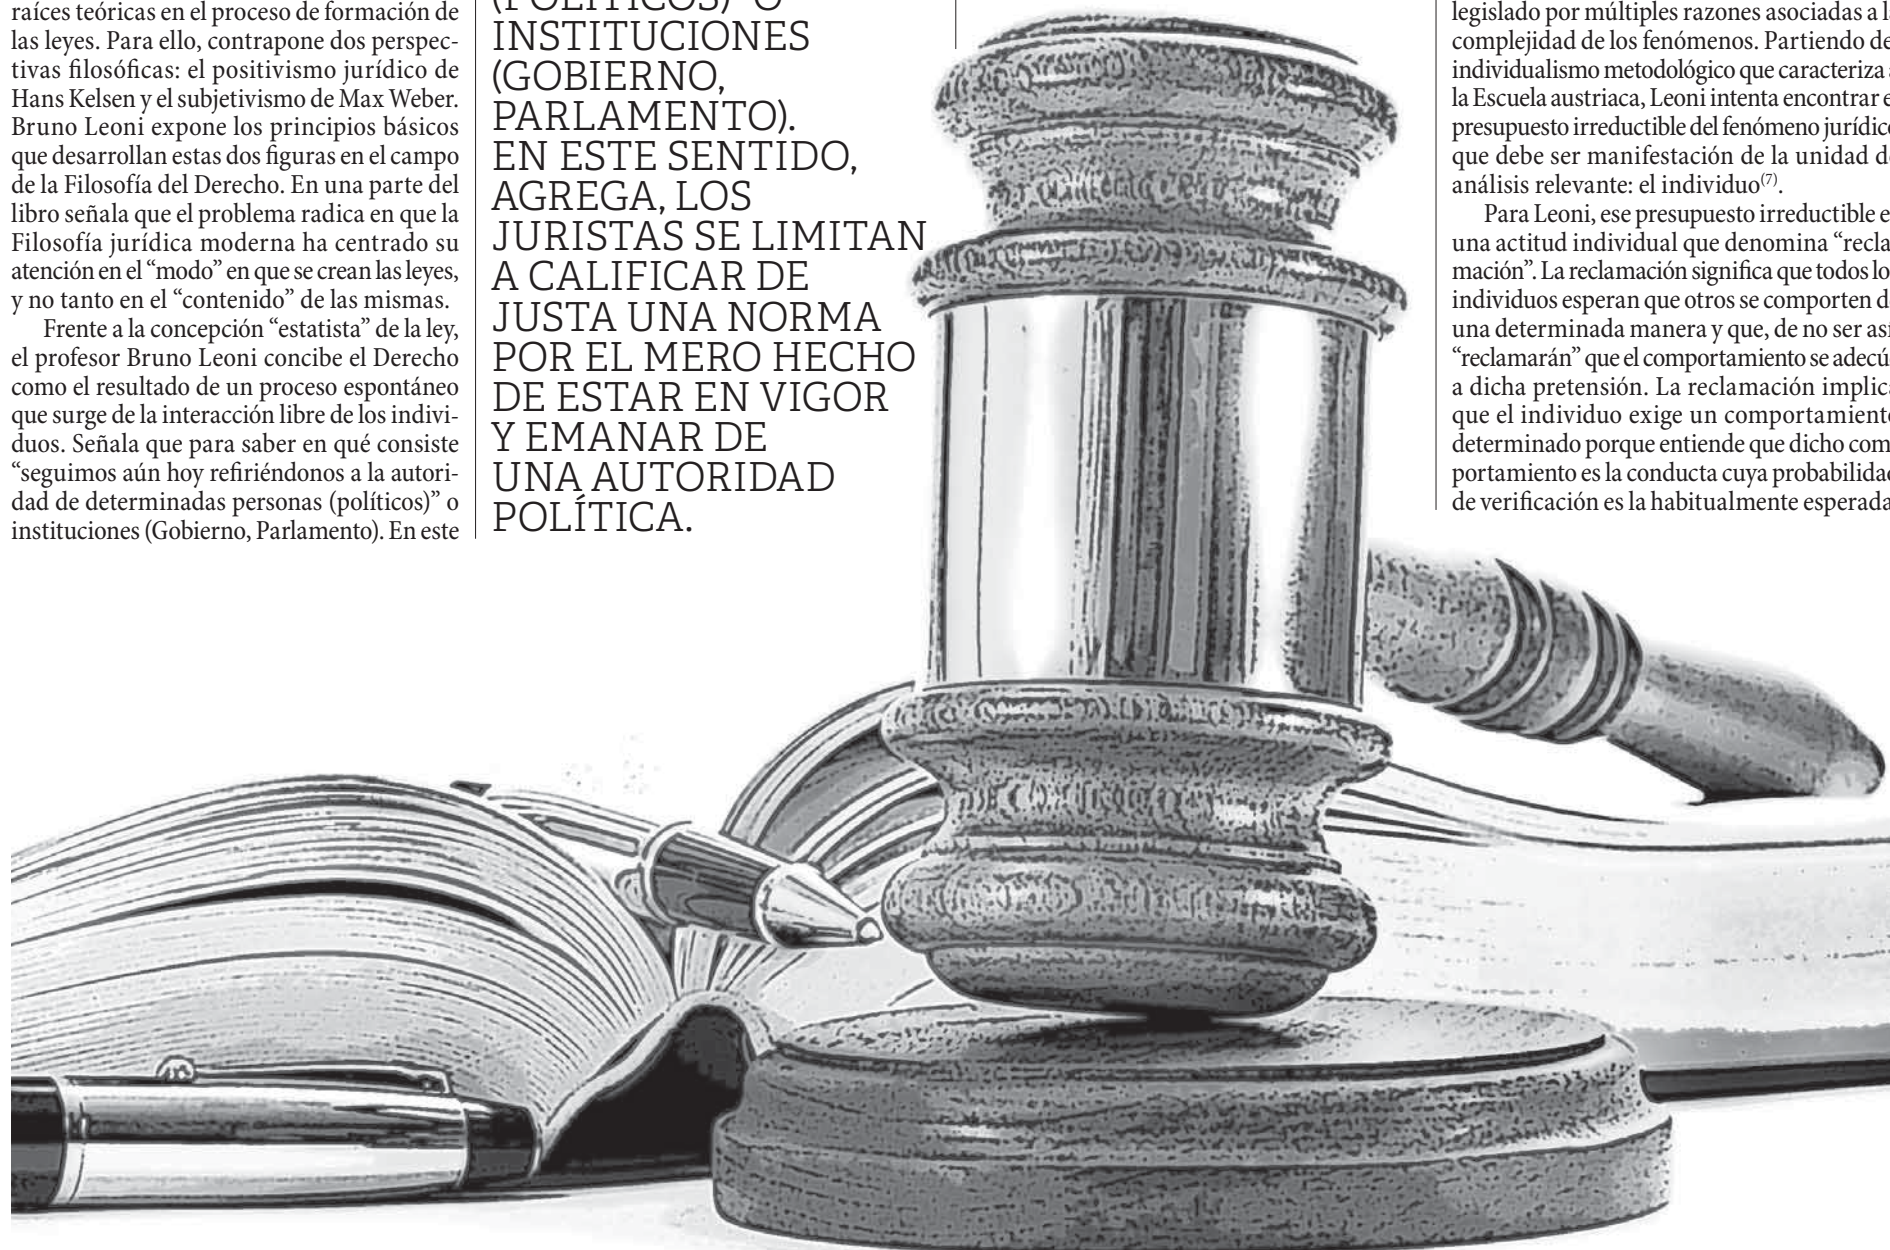 raíces teóricas en el proceso de formación de
las leyes. Para ello, contrapone dos perspec-
tivas filosóficas: el positivismo jurídico de
Hans Kelsen y el subjetivismo de Max Weber.
Bruno Leoni expone los principios básicos
que desarrollan estas dos figuras en el campo
de la Filosofía del Derecho. En una parte del
libro señala que el problema radica en que la
Filosofía jurídica moderna ha centrado su
atención en el “modo” en que se crean las leyes,
y no tanto en el “contenido” de las mismas.
Frente a la concepción “estatista” de la ley,
el profesor Bruno Leoni concibe el Derecho
como el resultado de un proceso espontáneo
que surge de la interacción libre de los indivi-
duos. Señala que para saber en qué consiste
“seguimos aún hoy refiriéndonos a la autori-
dad de determinadas personas (políticos)” o
instituciones (Gobierno, Parlamento). En este
(POLÍTICOS)” O
INSTITUCIONES
(GOBIERNO,
PARLAMENTO).
EN ESTE SENTIDO,
AGREGA, LOS
JURISTAS SE LIMITAN
A CALIFICAR DE
JUSTA UNA NORMA
POR EL MERO HECHO
DE ESTAR EN VIGOR
Y EMANAR DE
UNA AUTORIDAD
POLÍTICA.
legislado por múltiples razones asociadas a
complejidad de los fenómenos. Partiendo
individualismo metodológico que caracteriza
la Escuela austriaca, Leoni intenta encontrar
presupuesto irreductible del fenómeno jurídico
que debe ser manifestación de la unidad
análisis relevante: el individuo(7).
Para Leoni, ese presupuesto irreductible
una actitud individual que denomina “recla
mación”. La reclamación significa que todos
individuos esperan que otros se comporten
una determinada manera y que, de no ser así
“reclamarán” que el comportamiento se
a dicha pretensión. La reclamación implica
que el individuo exige un comportamiento
determinado porque entiende que dicho com
portamiento es la conducta cuya probabilidad
de verificación es la habitualmente esperada